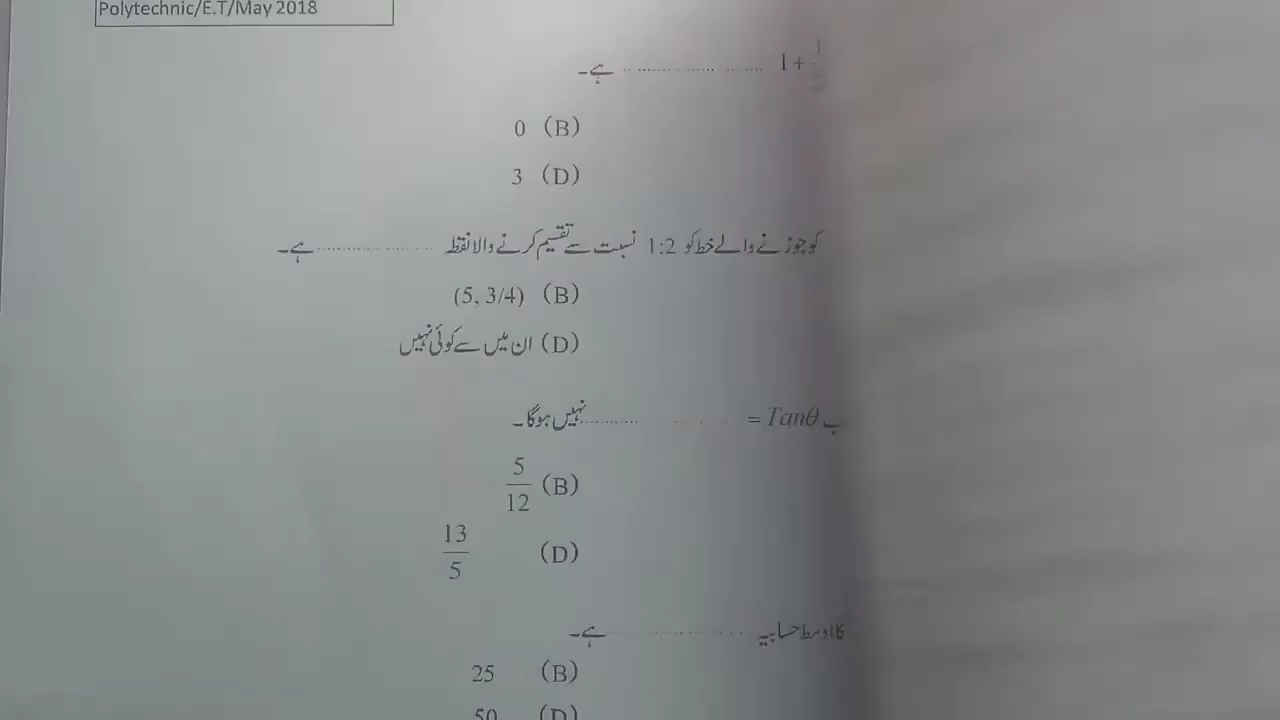 Polytechnic/E.T/May 2018
1 + ........................ ہے۔
(B) 0
(D) 3
کو جوڑنے والے خط کو 1:2 نسبت سے تقسیم کرنے والا نقطہ ........................ ہے۔
(B) (5, 3/4)
(D) ان میں سے کوئی نہیں
Tanθ = ........................ نہیں ہوگا۔
(B) 5/12
(D) 13/5
کا اوسط حسابیہ ........................ ہے۔
(B) 25
(D) 50